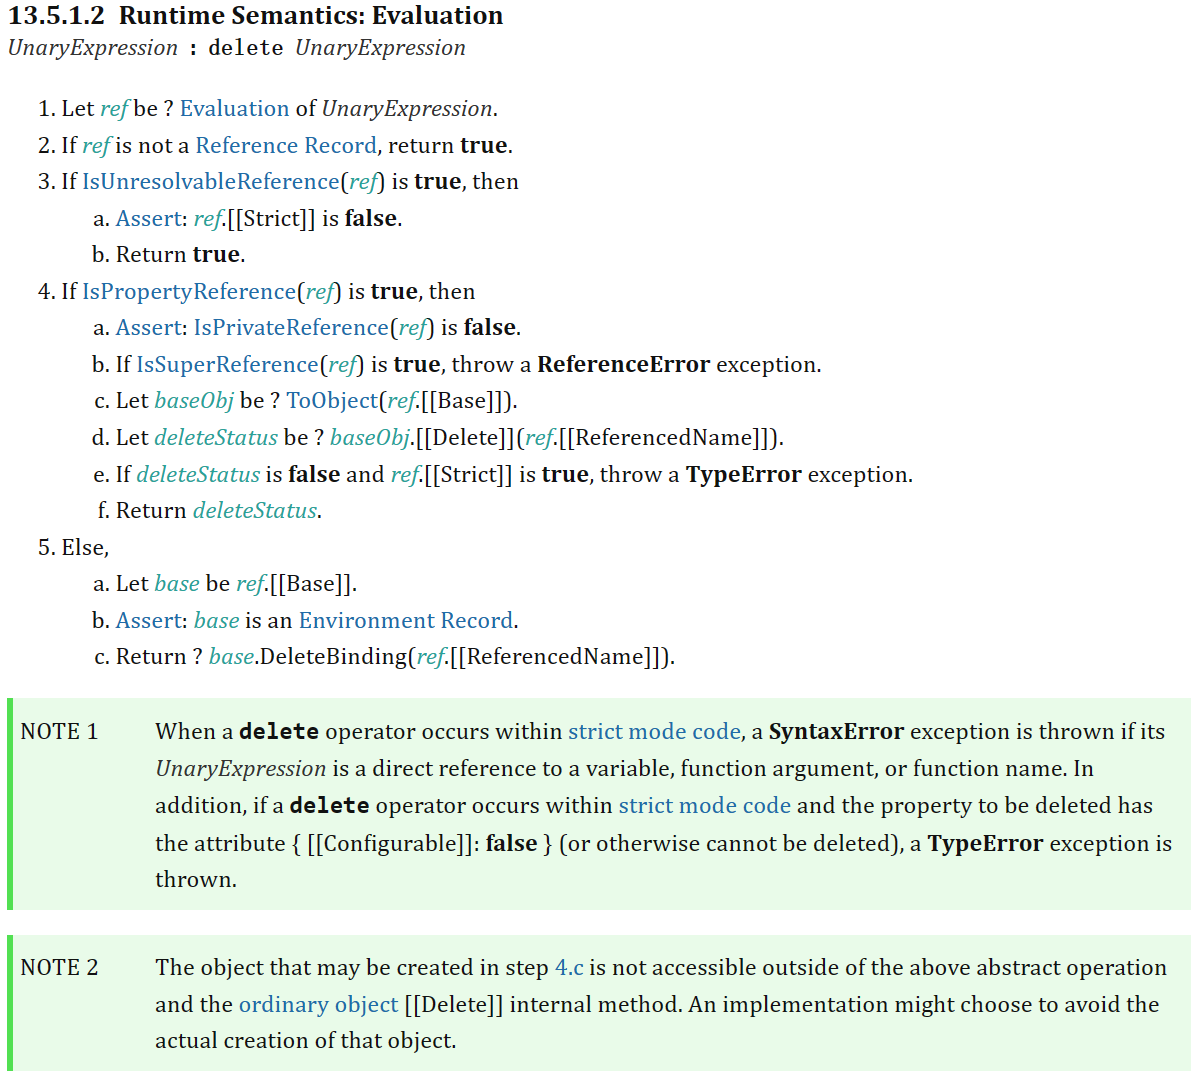 13.5.1.2 Runtime Semantics: Evaluation
UnaryExpression : delete UnaryExpression
1. Let ref be ? Evaluation of UnaryExpression.
2. If ref is not a Reference Record, return true.
3. If IsUnresolvableReference(ref) is true, then
a. Assert: ref.[[Strict]] is false.
b. Return true.
4. If IsPropertyReference(ref) is true, then
a. Assert: IsPrivateReference(ref) is false.
b. If IsSuperReference(ref) is true, throw a ReferenceError exception.
c. Let baseObj be ? ToObject(ref.[[Base]]).
d. Let deleteStatus be ? baseObj.[[Delete]](ref.[[ReferencedName]]).
e. If deleteStatus is false and ref.[[Strict]] is true, throw a TypeError exception.
f. Return deleteStatus.
5. Else,
a. Let base be ref.[[Base]].
b. Assert: base is an Environment Record.
c. Return ? base.DeleteBinding(ref.[[ReferencedName]]).
NOTE 1 When a delete operator occurs within strict mode code, a SyntaxError exception is thrown if its
UnaryExpression is a direct reference to a variable, function argument, or function name. In
addition, if a delete operator occurs within strict mode code and the property to be deleted has
the attribute { [[Configurable]]: false } (or otherwise cannot be deleted), a TypeError exception is
thrown.
NOTE 2 The object that may be created in step 4.c is not accessible outside of the above abstract operation
and the ordinary object [[Delete]] internal method. An implementation might choose to avoid the
actual creation of that object.